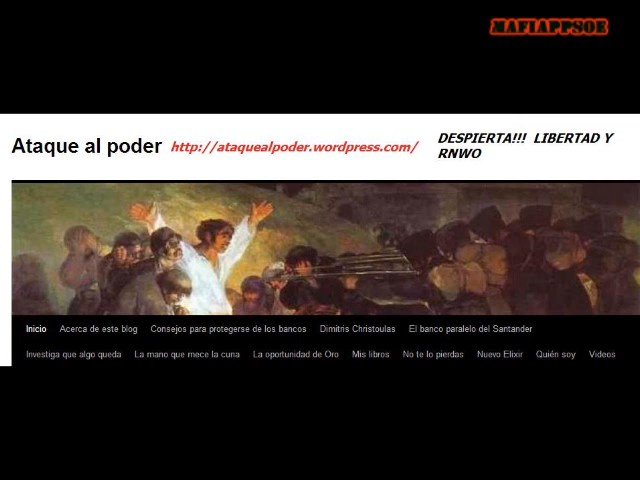 MAFIAPPSOE
Ataque al poder http://ataquealpoder.wordpress.com/ DESPIERTA!!! LIBERTAD Y
RNWO
Inicio Acerca de este blog Consejos para protegerse de los bancos Dimitris Christoulas El banco paralelo del Santander
Investiga que algo queda La mano que mece la cuna La oportunidad de Oro Mis libros No te lo pierdas Nuevo Elixir Quién soy Videos